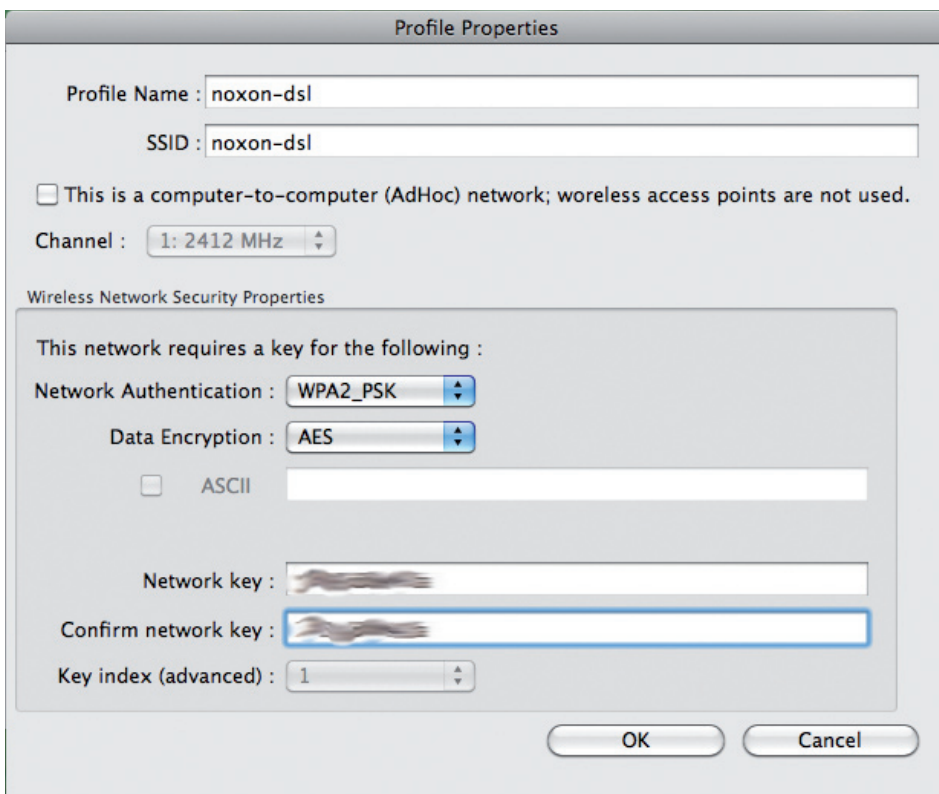 Profile Properties
Profile Name : noxon-dsl
SSID : noxon-dsl
This is a computer-to-computer (AdHoc) network; woreless access points are not used.
Channel : 1: 2412 MHz
Wireless Network Security Properties
This network requires a key for the following :
Network Authentication : WPA2_PSK
Data Encryption : AES
ASCII
Network key :
Confirm network key :
Key index (advanced) : 1
OK Cancel